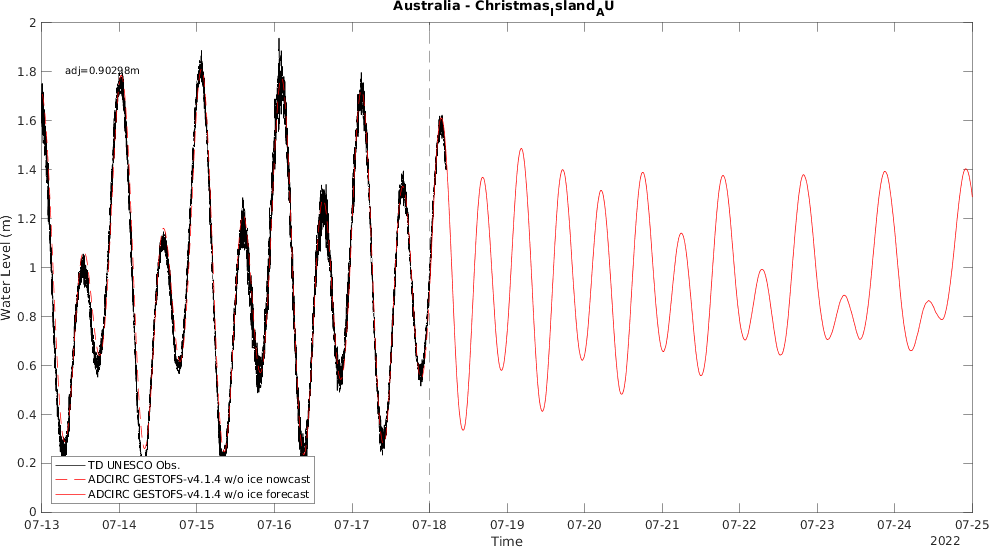 Australia - Christmas_Island_AU
2
1.8
1.6
1.4
1.2
1
0.8
0.6
0.4
0.2
0
Water Level (m)
adj=0.90298m
TD UNESCO Obs.
ADCIRC GESTOFS-v4.1.4 w/o ice nowcast
ADCIRC GESTOFS-v4.1.4 w/o ice forecast
07-13 07-14 07-15 07-16 07-17 07-18 07-19 07-20 07-21 07-22 07-23 07-24 07-25
Time
2022